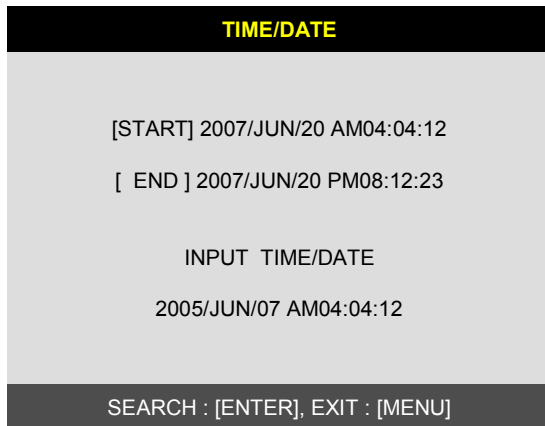 TIME/DATE
[START] 2007/JUN/20 AM04:04:12
[ END ] 2007/JUN/20 PM08:12:23
INPUT TIME/DATE
2005/JUN/07 AM04:04:12
SEARCH : [ENTER], EXIT : [MENU]